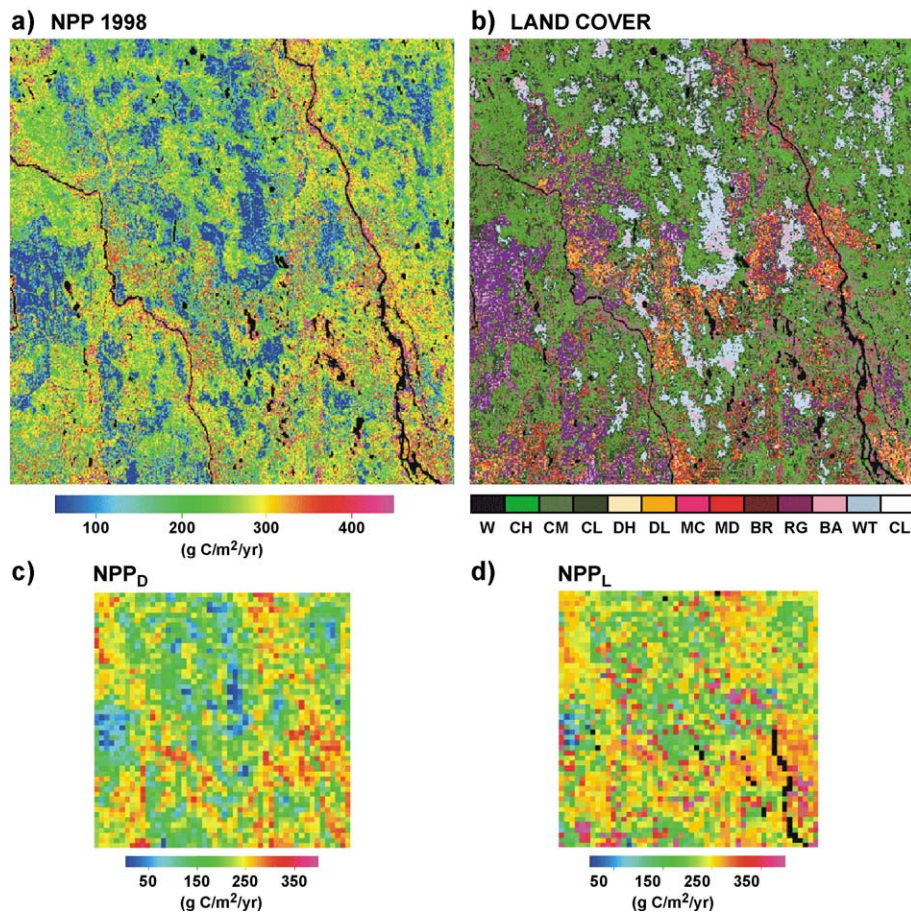 a) NPP 1998
b) LAND COVER
100 200 300 400
(g C/m²/yr)
W CH CM CL DH DL MC MD BR RG BA WT CL
c) NPP_D
d) NPP_L
50 150 250 350
(g C/m²/yr)
50 150 250 350
(g C/m²/yr)